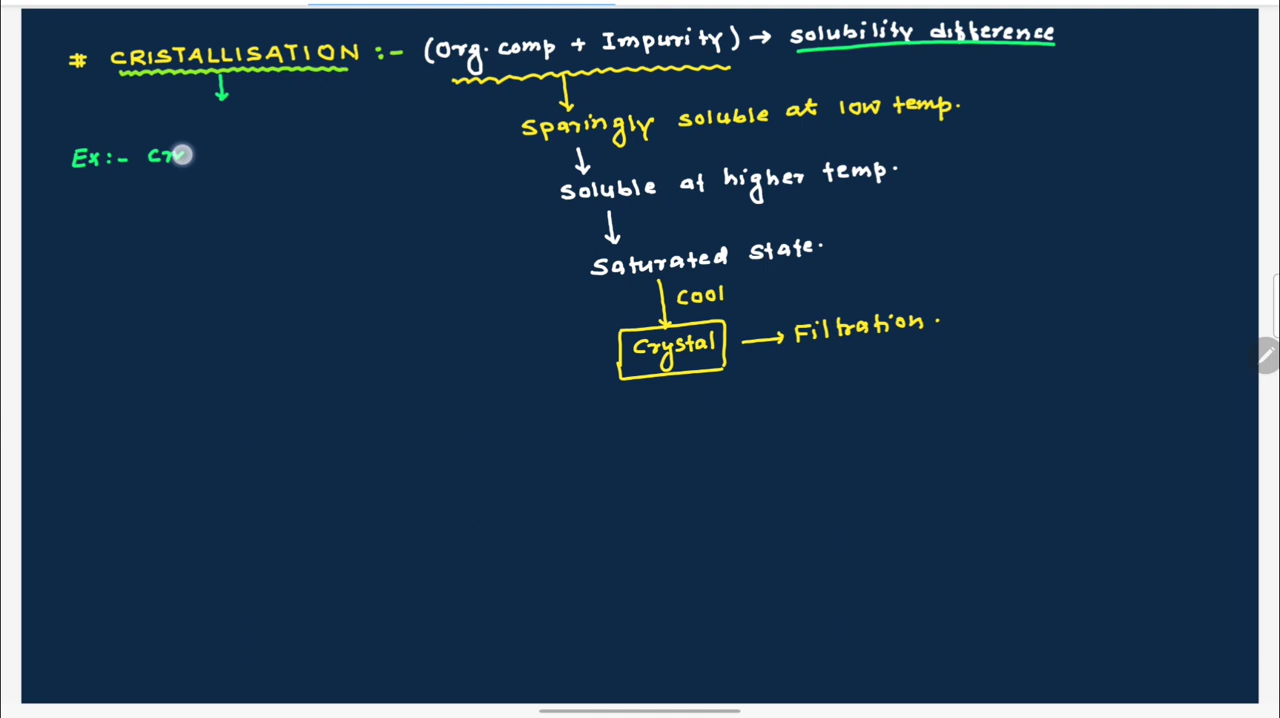 # CRISTALLISATION :- (Org. comp + Impurity) → solubility difference
Sparingly soluble at low temp.
Soluble at higher temp.
Saturated state.
Cool
Crystal → Filtration.
Ex :-